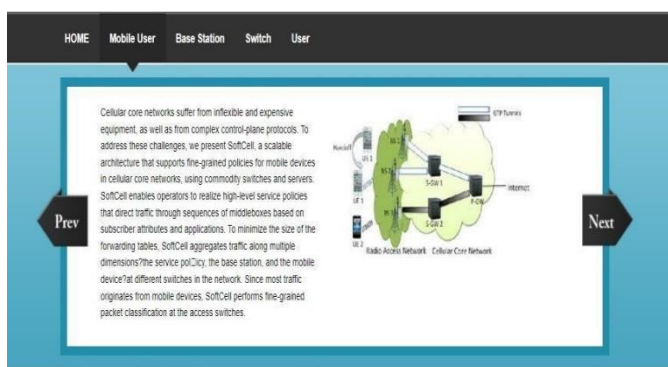 HOME Mobile User Base Station Switch User
Cellular core networks suffer from inflexible and expensive
equipment, as well as from complex control-plane protocols. To
address these challenges, we present SoftCell, a scalable
architecture that supports fine-grained policies for mobile devices
in cellular core networks, using commodity switches and servers.
SoftCell enables operators to realize high-level service policies
that direct traffic through sequences of middleboxes based on
subscriber attributes and applications. To minimize the size of the
forwarding tables, SoftCell aggregates traffic along multiple
dimensions?the service pol□icy, the base station, and the mobile
device?at different switches in the network. Since most traffic
originates from mobile devices, SoftCell performs fine-grained
packet classification at the access switches.
GTP Tunnels
Handoff
UE 1
UE 1
UE 2
S-GW 1
S-GW 2
P-GW
Internet
Radio Access Network Cellular Core Network
Prev
Next